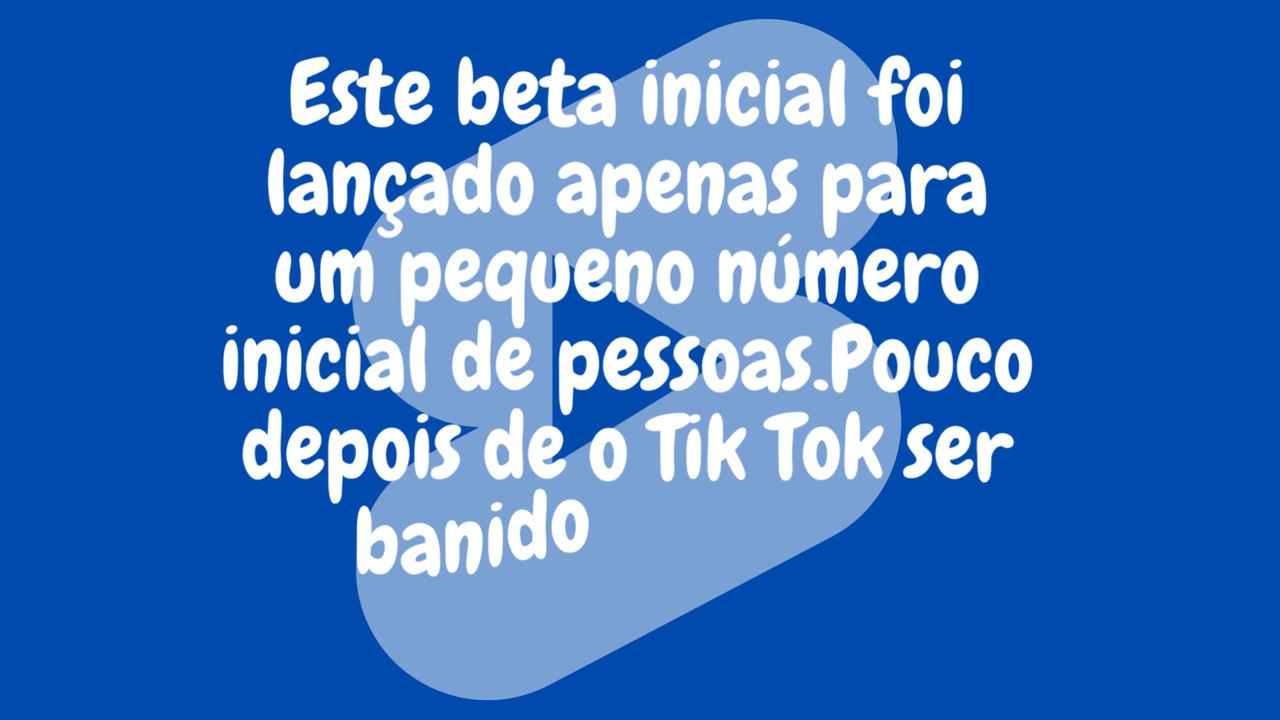 Este beta inicial foi
lançado apenas para
um pequeno número
inicial de pessoas.Pouco
depois de o Tik Tok ser
banido